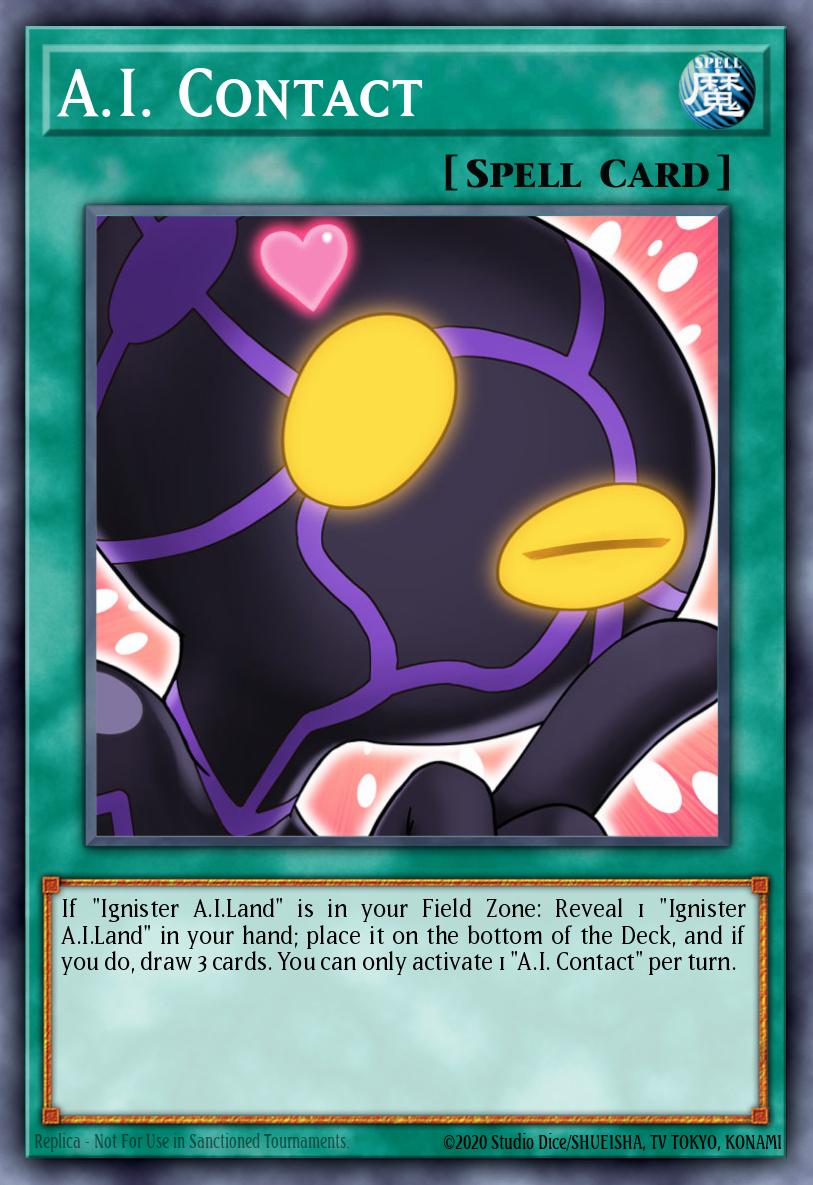 A.I. Contact
SPELL
魔
[ Spell Card ]
If "Ignister A.I.Land" is in your Field Zone: Reveal 1 "Ignister
A.I.Land" in your hand; place it on the bottom of the Deck, and if
you do, draw 3 cards. You can only activate 1 "A.I. Contact" per turn.
Replica - Not For Use in Sanctioned Tournaments.
©2020 Studio Dice/SHUEISHA, TV TOKYO, KONAMI